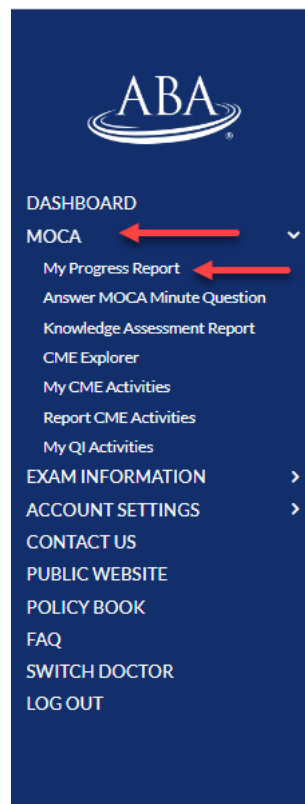 ABA
®
DASHBOARD
MOCA
My Progress Report
Answer MOCA Minute Question
Knowledge Assessment Report
CME Explorer
My CME Activities
Report CME Activities
My QI Activities
EXAM INFORMATION
ACCOUNT SETTINGS
CONTACT US
PUBLIC WEBSITE
POLICY BOOK
FAQ
SWITCH DOCTOR
LOG OUT